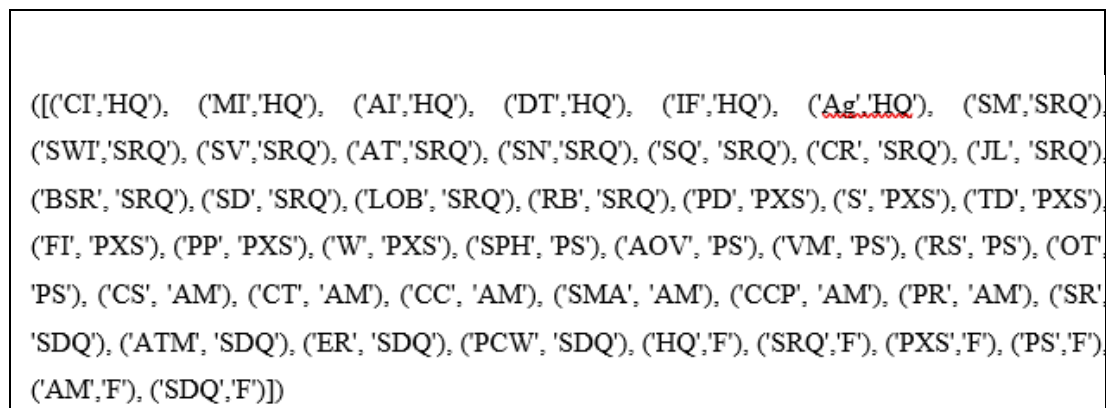 ([('CI','HQ'), ('MI','HQ'), ('AI','HQ'), ('DT','HQ'), ('IF','HQ'), ('Ag','HQ'), ('SM','SRQ'),
('SWI','SRQ'), ('SV','SRQ'), ('AT','SRQ'), ('SN','SRQ'), ('SQ', 'SRQ'), ('CR', 'SRQ'), ('JL', 'SRQ'),
('BSR', 'SRQ'), ('SD', 'SRQ'), ('LOB', 'SRQ'), ('RB', 'SRQ'), ('PD', 'PXS'), ('S', 'PXS'), ('TD', 'PXS'),
('FI', 'PXS'), ('PP', 'PXS'), ('W', 'PXS'), ('SPH', 'PS'), ('AOV', 'PS'), ('VM', 'PS'), ('RS', 'PS'), ('OT',
'PS'), ('CS', 'AM'), ('CT', 'AM'), ('CC', 'AM'), ('SMA', 'AM'), ('CCP', 'AM'), ('PR', 'AM'), ('SR',
'SDQ'), ('ATM', 'SDQ'), ('ER', 'SDQ'), ('PCW', 'SDQ'), ('HQ','F'), ('SRQ','F'), ('PXS','F'), ('PS','F'),
('AM','F'), ('SDQ','F')])